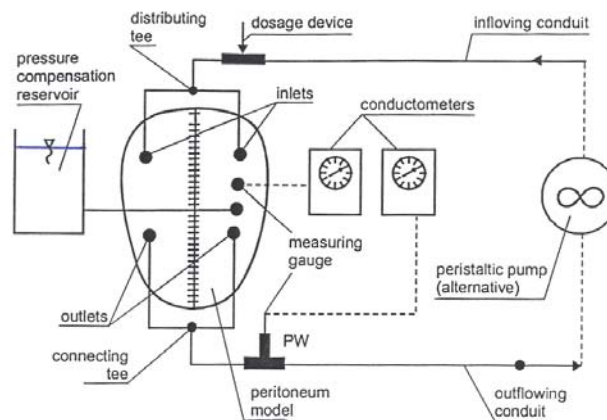 distributing
tee
dosage device
infloving conduit
pressure
compensation
reservoir
inlets
conductometers
measuring
gauge
peristaltic pump
(alternative)
outlets
PW
connecting
tee
peritoneum
model
outflowing
conduit